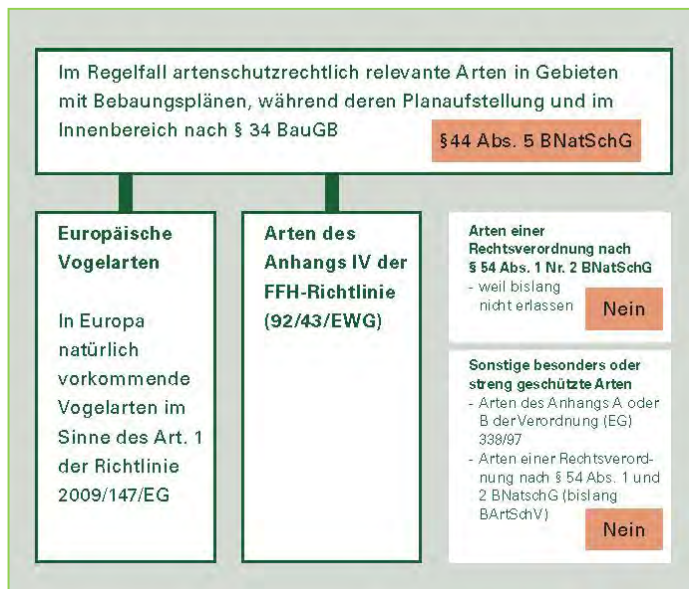 Im Regelfall artenschutzrechtlich relevante Arten in Gebieten
mit Bebauungsplänen, während deren Planaufstellung und im
Innenbereich nach § 34 BauGB
§44 Abs. 5 BNatSchG
Europäische
Vogelarten
In Europa
natürlich
vorkommende
Vogelarten im
Sinne des Art. 1
der Richtlinie
2009/147/EG
Arten des
Anhangs IV der
FFH-Richtlinie
(92/43/EWG)
Arten einer
Rechtsverordnung nach
§ 54 Abs. 1 Nr. 2 BNatSchG
- weil bislang
nicht erlassen
Nein
Sonstige besonders oder
streng geschützte Arten
- Arten des Anhangs A oder
B der Verordnung (EG)
338/97
- Arten einer Rechtsverord-
nung nach § 54 Abs. 1 und
2 BNatschG (bislang
BArtSchV)
Nein